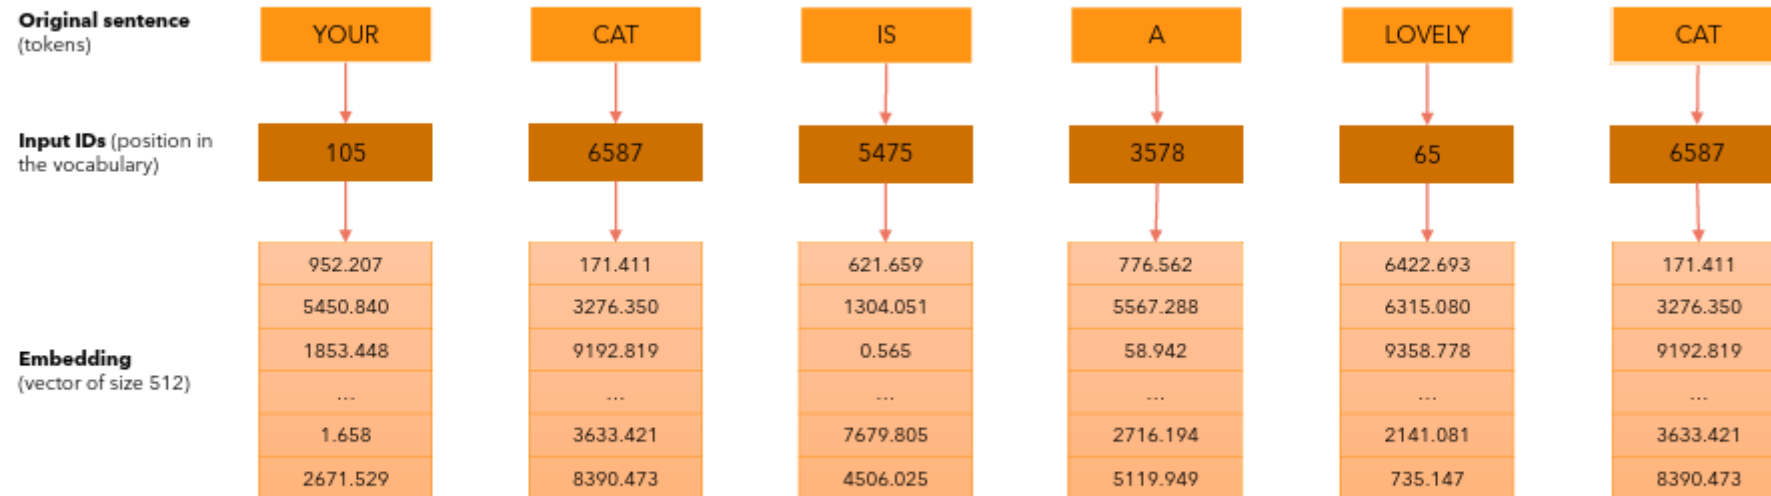 Original sentence
(tokens)
YOUR CAT IS A LOVELY CAT
Input IDs (position in
the vocabulary)
105 6587 5475 3578 65 6587
Embedding
(vector of size 512)
952.207 171.411 621.659 776.562 6422.693 171.411
5450.840 3276.350 1304.051 5567.288 6315.080 3276.350
1853.448 9192.819 0.565 58.942 9358.778 9192.819
... ... ... ... ... ...
1.658 3633.421 7679.805 2716.194 2141.081 3633.421
2671.529 8390.473 4506.025 5119.949 735.147 8390.473